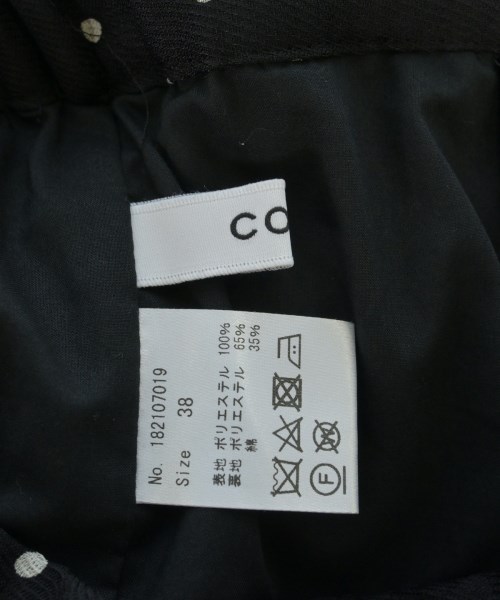 CO
No. 182107019
Size 38
表地 ポリエステル 100%
裏地 ポリエステル 65%
綿 35%
F